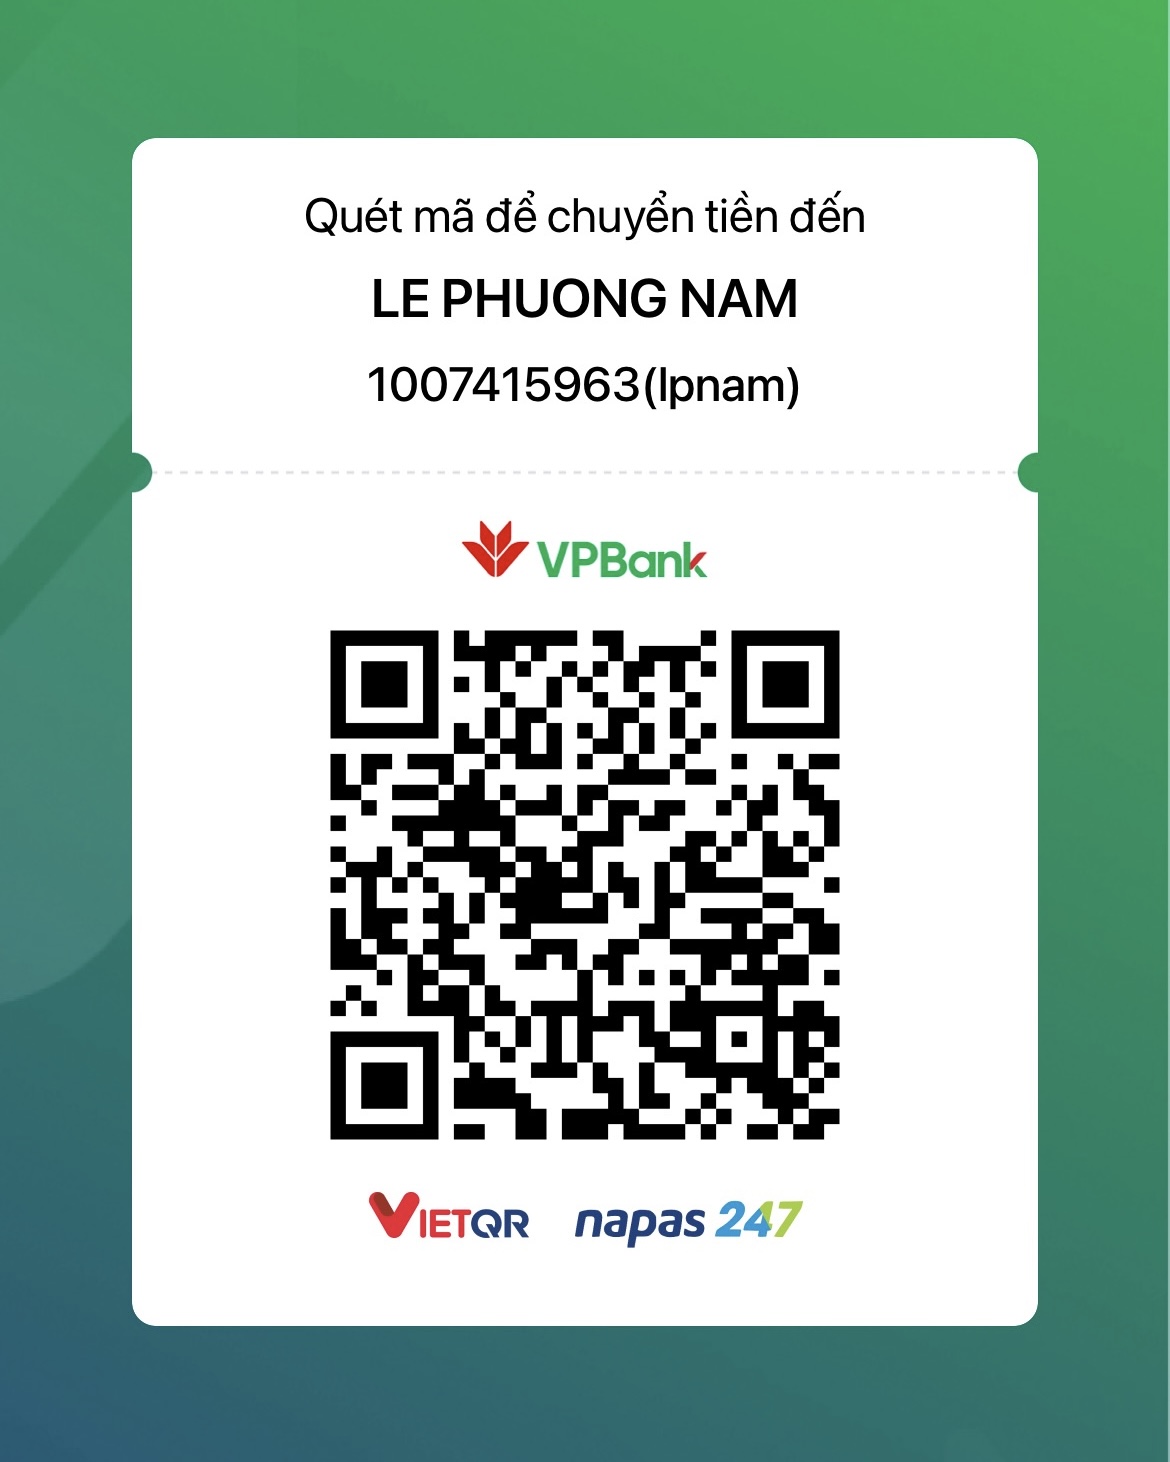 Quét mã để chuyển tiền đến
LE PHUONG NAM
1007415963(lpnam)
VPBank
VIETQR napas 247